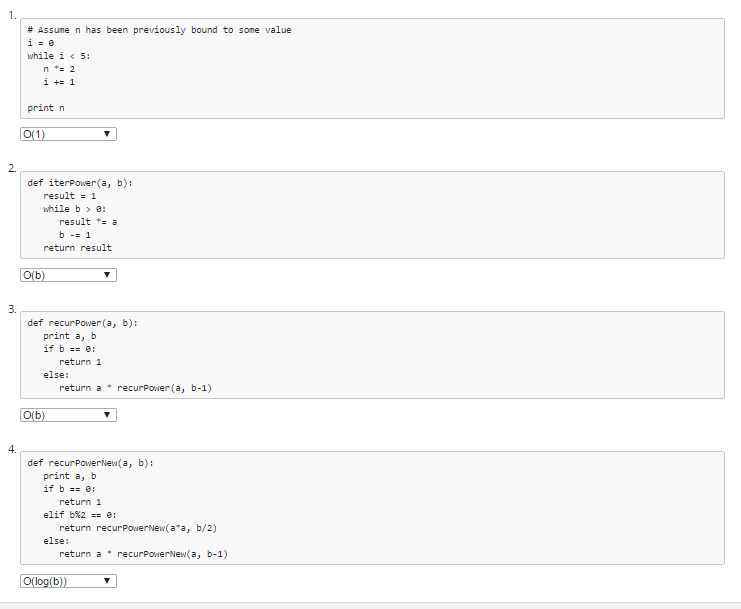 1.
# Assume n has been previously bound to some value
i = 0
while i < 5:
n *= 2
i += 1
print n
O(1)
2.
def iterPower(a, b):
result = 1
while b > 0:
result *= a
b -= 1
return result
O(b)
3.
def recurPower(a, b):
print a, b
if b == 0:
return 1
else:
return a * recurPower(a, b-1)
O(b)
4.
def recurPowerNew(a, b):
print a, b
if b == 0:
return 1
elif b%2 == 0:
return recurPowerNew(a*a, b/2)
else:
return a * recurPowerNew(a, b-1)
O(log(b))